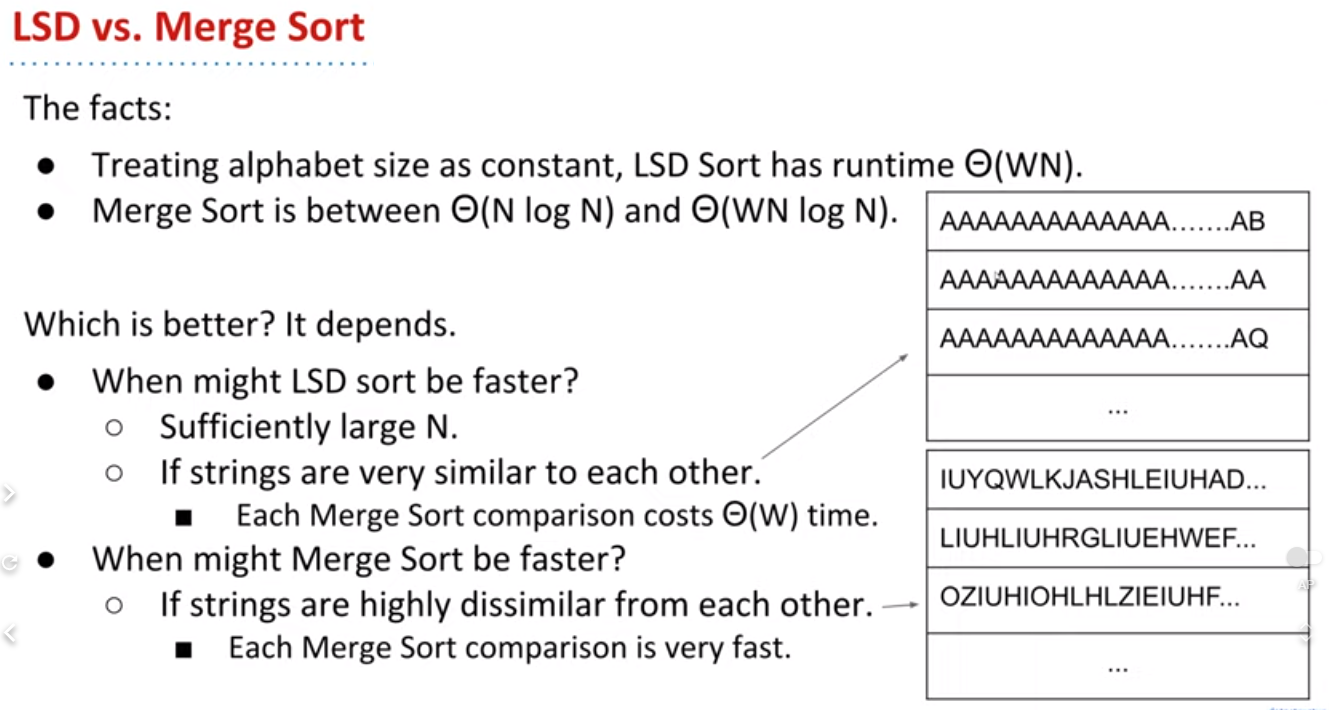 LSD vs. Merge Sort
The facts:
● Treating alphabet size as constant, LSD Sort has runtime Θ(WN).
● Merge Sort is between Θ(N log N) and Θ(WN log N).
Which is better? It depends.
● When might LSD sort be faster?
○ Sufficiently large N.
○ If strings are very similar to each other.
■ Each Merge Sort comparison costs Θ(W) time.
● When might Merge Sort be faster?
○ If strings are highly dissimilar from each other.
■ Each Merge Sort comparison is very fast.
AAAAAAAAAAAAA.......AB
AAAAAAAAAAAAA.......AA
AAAAAAAAAAAAA.......AQ
...
IUYQWLKJASHLEIUHAD...
LIUHLIUHRGLIUEHWEF...
OZIUHIOHLHLZIEIUHF...
...